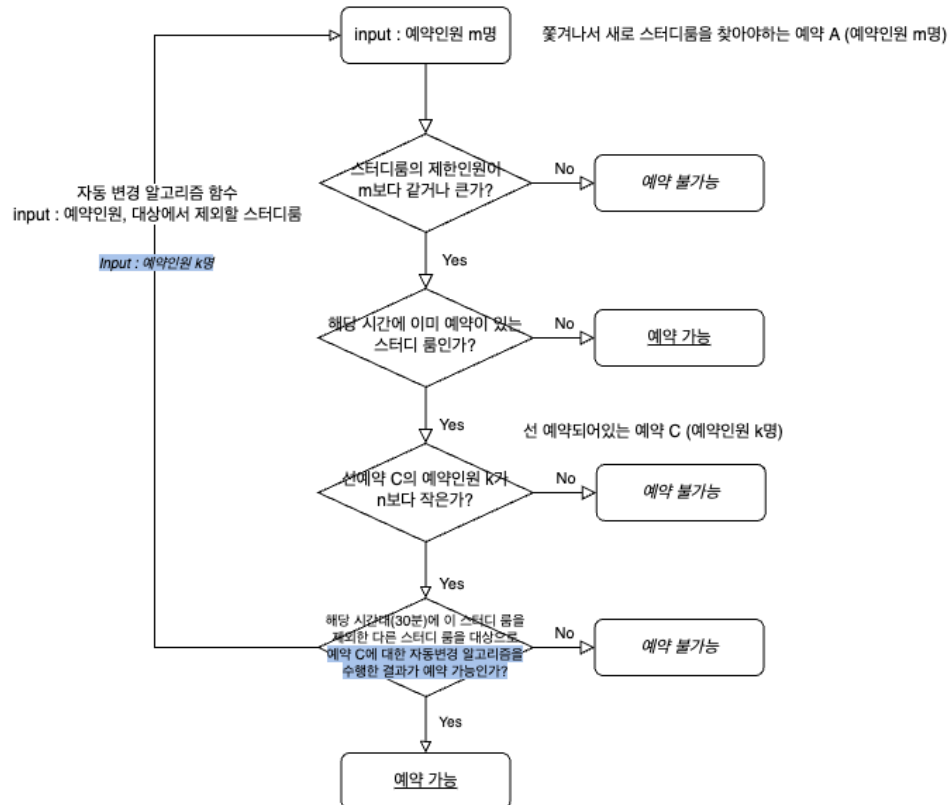 input : 예약인원 m명
쫓겨나서 새로 스터디룸을 찾아야하는 예약 A (예약인원 m명)
스터디룸의 제한인원이
m보다 같거나 큰가?
No
예약 불가능
자동 변경 알고리즘 함수
input : 예약인원, 대상에서 제외할 스터디룸
Input : 예약인원 k명
Yes
해당 시간에 이미 예약이 있는
스터디 룸인가?
No
예약 가능
Yes
선 예약되어있는 예약 C (예약인원 k명)
선예약 C의 예약인원 k가
n보다 작은가?
No
예약 불가능
Yes
해당 시간대(30분)에 이 스터디 룸을
제외한 다른 스터디 룸을 대상으로
예약 C에 대한 자동변경 알고리즘을
수행한 결과가 예약 가능인가?
No
예약 불가능
Yes
예약 가능